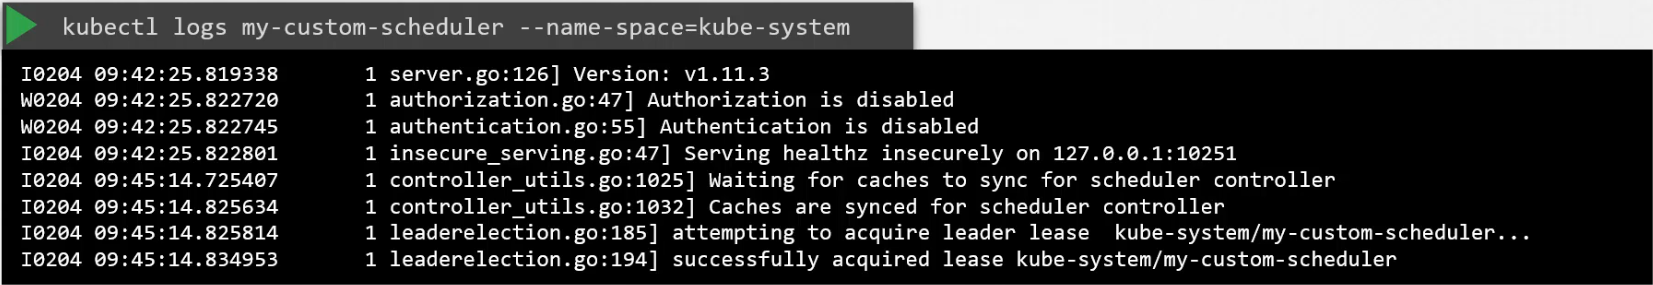 kubectl logs my-custom-scheduler --name-space=kube-system
I0204 09:42:25.819338       1 server.go:126] Version: v1.11.3
W0204 09:42:25.822720       1 authorization.go:47] Authorization is disabled
W0204 09:42:25.822745       1 authentication.go:55] Authentication is disabled
I0204 09:42:25.822801       1 insecure_serving.go:47] Serving healthz insecurely on 127.0.0.1:10251
I0204 09:45:14.725407       1 controller_utils.go:1025] Waiting for caches to sync for scheduler controller
I0204 09:45:14.825634       1 controller_utils.go:1032] Caches are synced for scheduler controller
I0204 09:45:14.825814       1 leaderelection.go:185] attempting to acquire leader lease  kube-system/my-custom-scheduler...
I0204 09:45:14.834953       1 leaderelection.go:194] successfully acquired lease kube-system/my-custom-scheduler